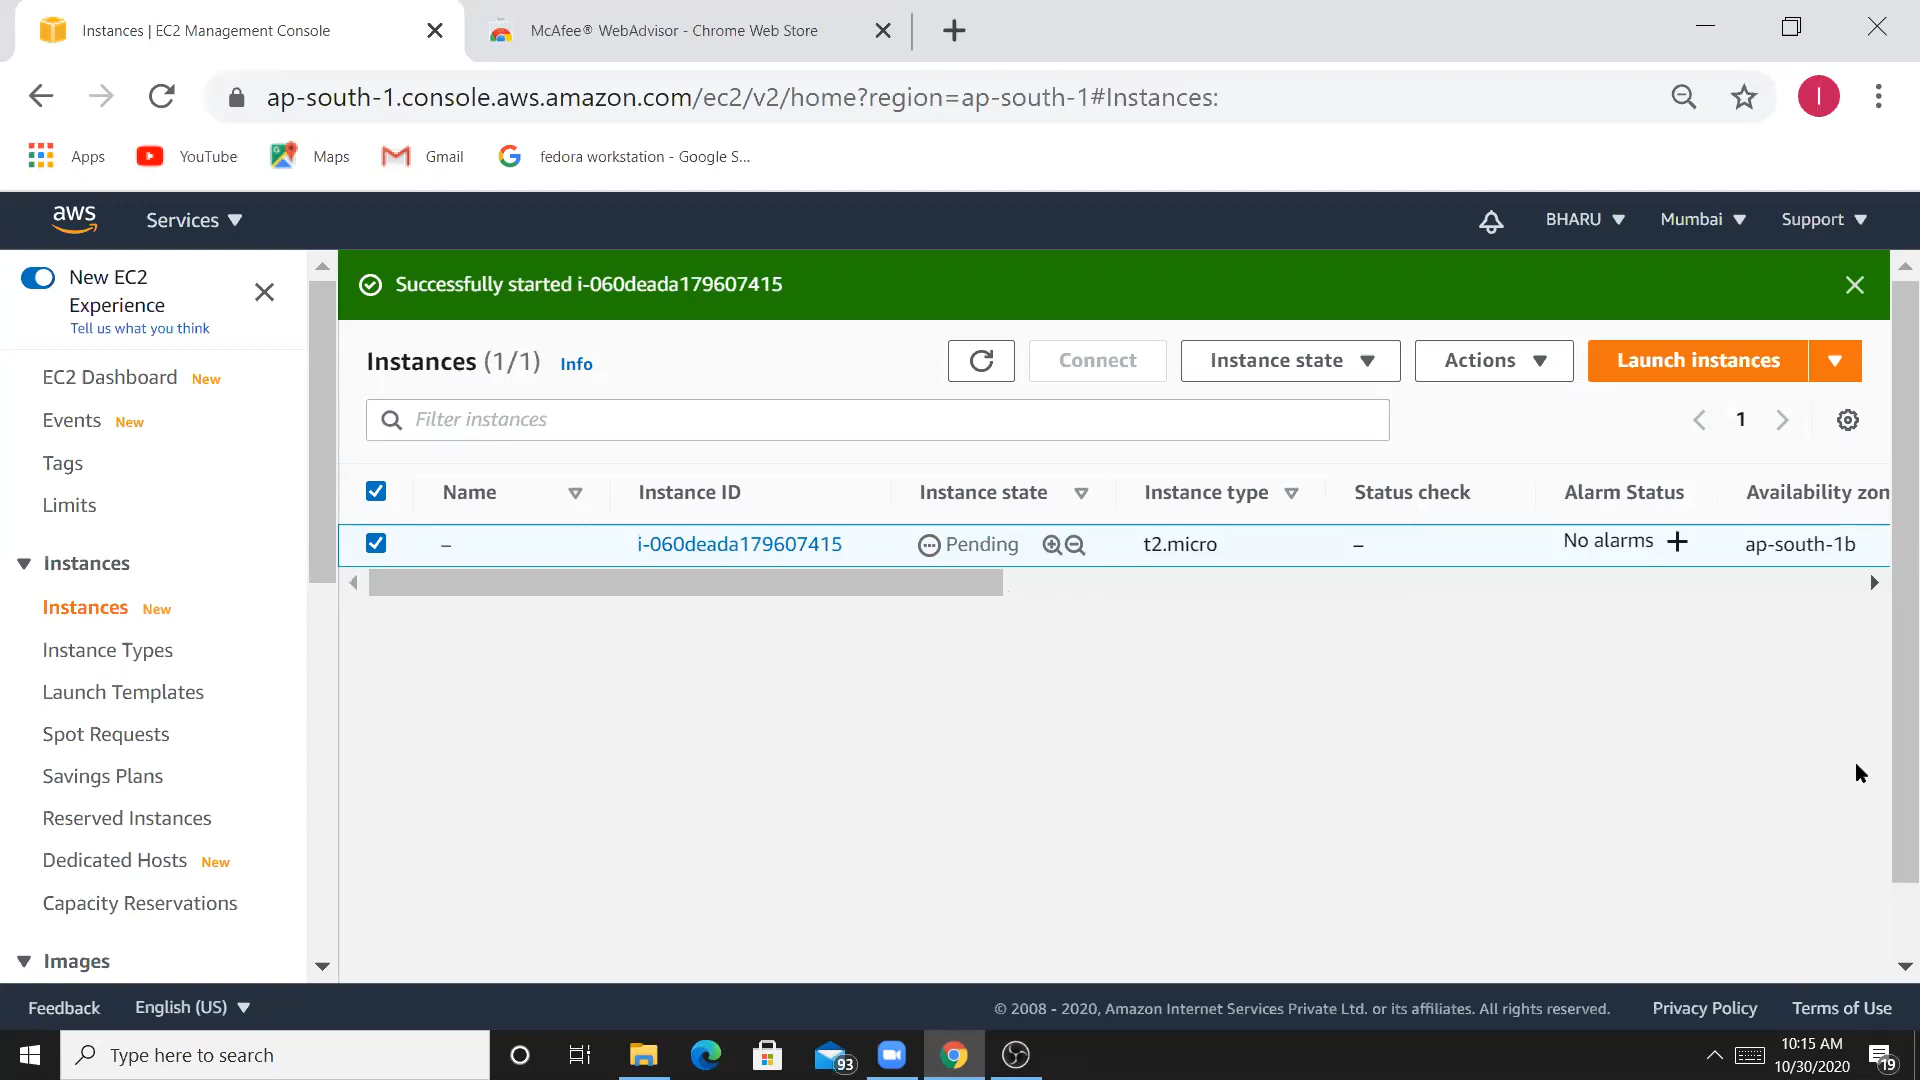 Instances | EC2 Management Console
McAfee® WebAdvisor - Chrome Web Store
ap-south-1.console.aws.amazon.com/ec2/v2/home?region=ap-south-1#Instances:
I
Apps
YouTube
Maps
Gmail
fedora workstation - Google S...
aws
Services
BHARU
Mumbai
Support
New EC2
Experience
Tell us what you think
EC2 Dashboard New
Events New
Tags
Limits
Instances
Instances New
Instance Types
Launch Templates
Spot Requests
Savings Plans
Reserved Instances
Dedicated Hosts New
Capacity Reservations
Images
Successfully started i-060deada179607415
Instances (1/1) Info
Connect
Instance state
Actions
Launch instances
Filter instances
1
Name Instance ID Instance state Instance type Status check Alarm Status Availability zon
– i-060deada179607415 Pending t2.micro – No alarms + ap-south-1b
Feedback
English (US)
© 2008 - 2020, Amazon Internet Services Private Ltd. or its affiliates. All rights reserved.
Privacy Policy
Terms of Use
Type here to search
93
10:15 AM
10/30/2020
19